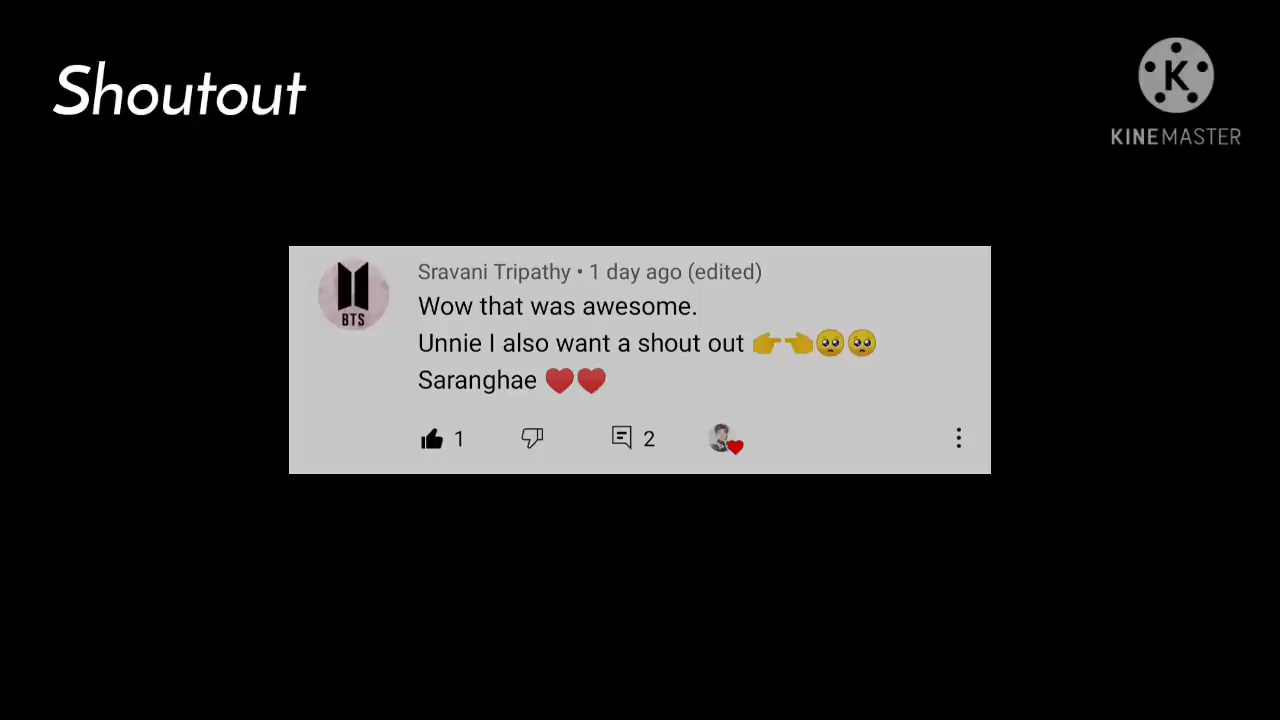 Shoutout
KINEMASTER
Sravani Tripathy • 1 day ago (edited)
Wow that was awesome.
Unnie I also want a shout out 👉👈🥺🥺
Saranghae ❤️❤️
BTS
1
2